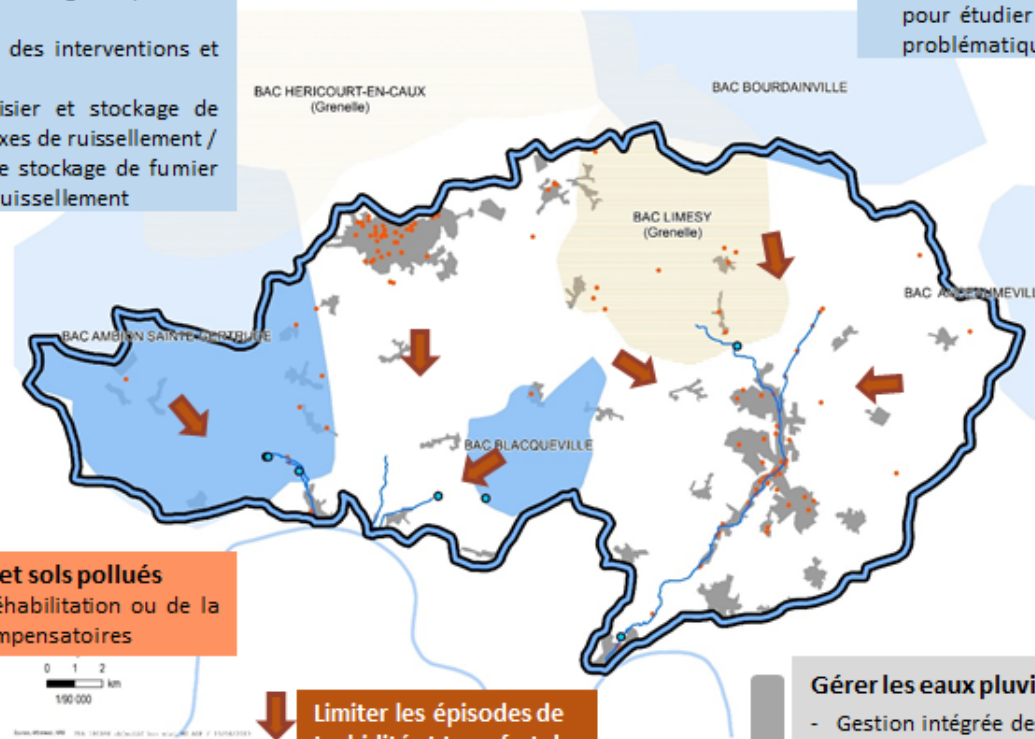 des interventions et
isier et stockage de
xes de ruissellement /
e stockage de fumier
uissellement
pour étudier
problématiqu
BAC HERICOURT-EN-CAUX
(Grenelle)
BAC BOURDAINVILLE
BAC LIMESY
(Grenelle)
BAC AMBION SAINTE GERTRUDE
BAC
BAC BLACQUEVILLE
et sols pollués
éhabilitation ou de la
mpensatoires
0 1 2
km
1/90 000
Limiter les épisodes de
Gérer les eaux pluvi
- Gestion intégrée de